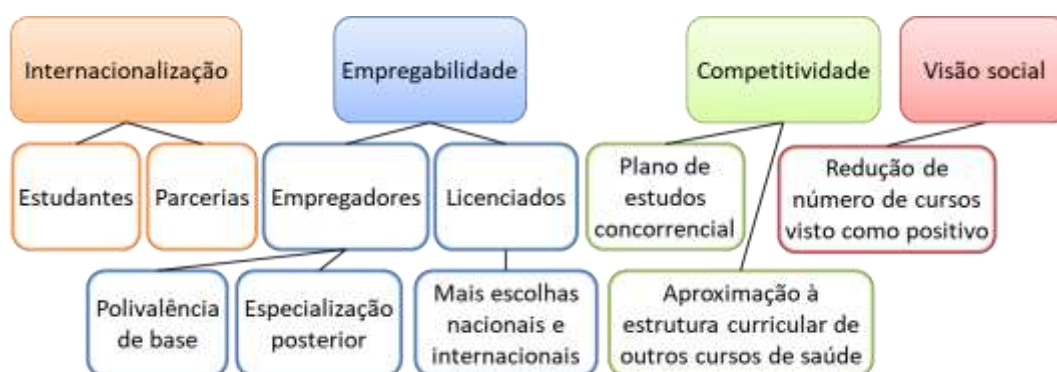 Internacionalização
Empregabilidade
Competitividade
Visão social
Estudantes
Parcerias
Empregadores
Licenciados
Plano de
estudos
concorrencial
Redução de
número de cursos
visto como positivo
Polivalência
de base
Especialização
posterior
Mais escolhas
nacionais e
internacionais
Aproximação à
estrutura curricular de
outros cursos de saúde